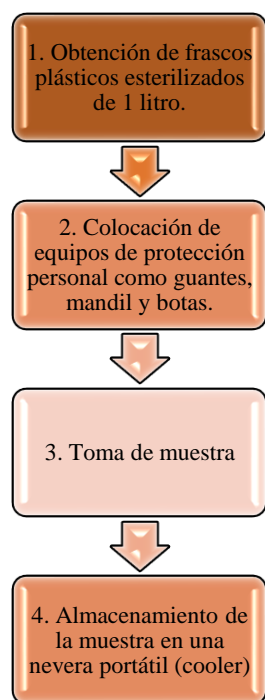 1. Obtención de frascos
plásticos esterilizados
de 1 litro.
2. Colocación de
equipos de protección
personal como guantes,
mandil y botas.
3. Toma de muestra
4. Almacenamiento de
la muestra en una
nevera portátil (cooler)